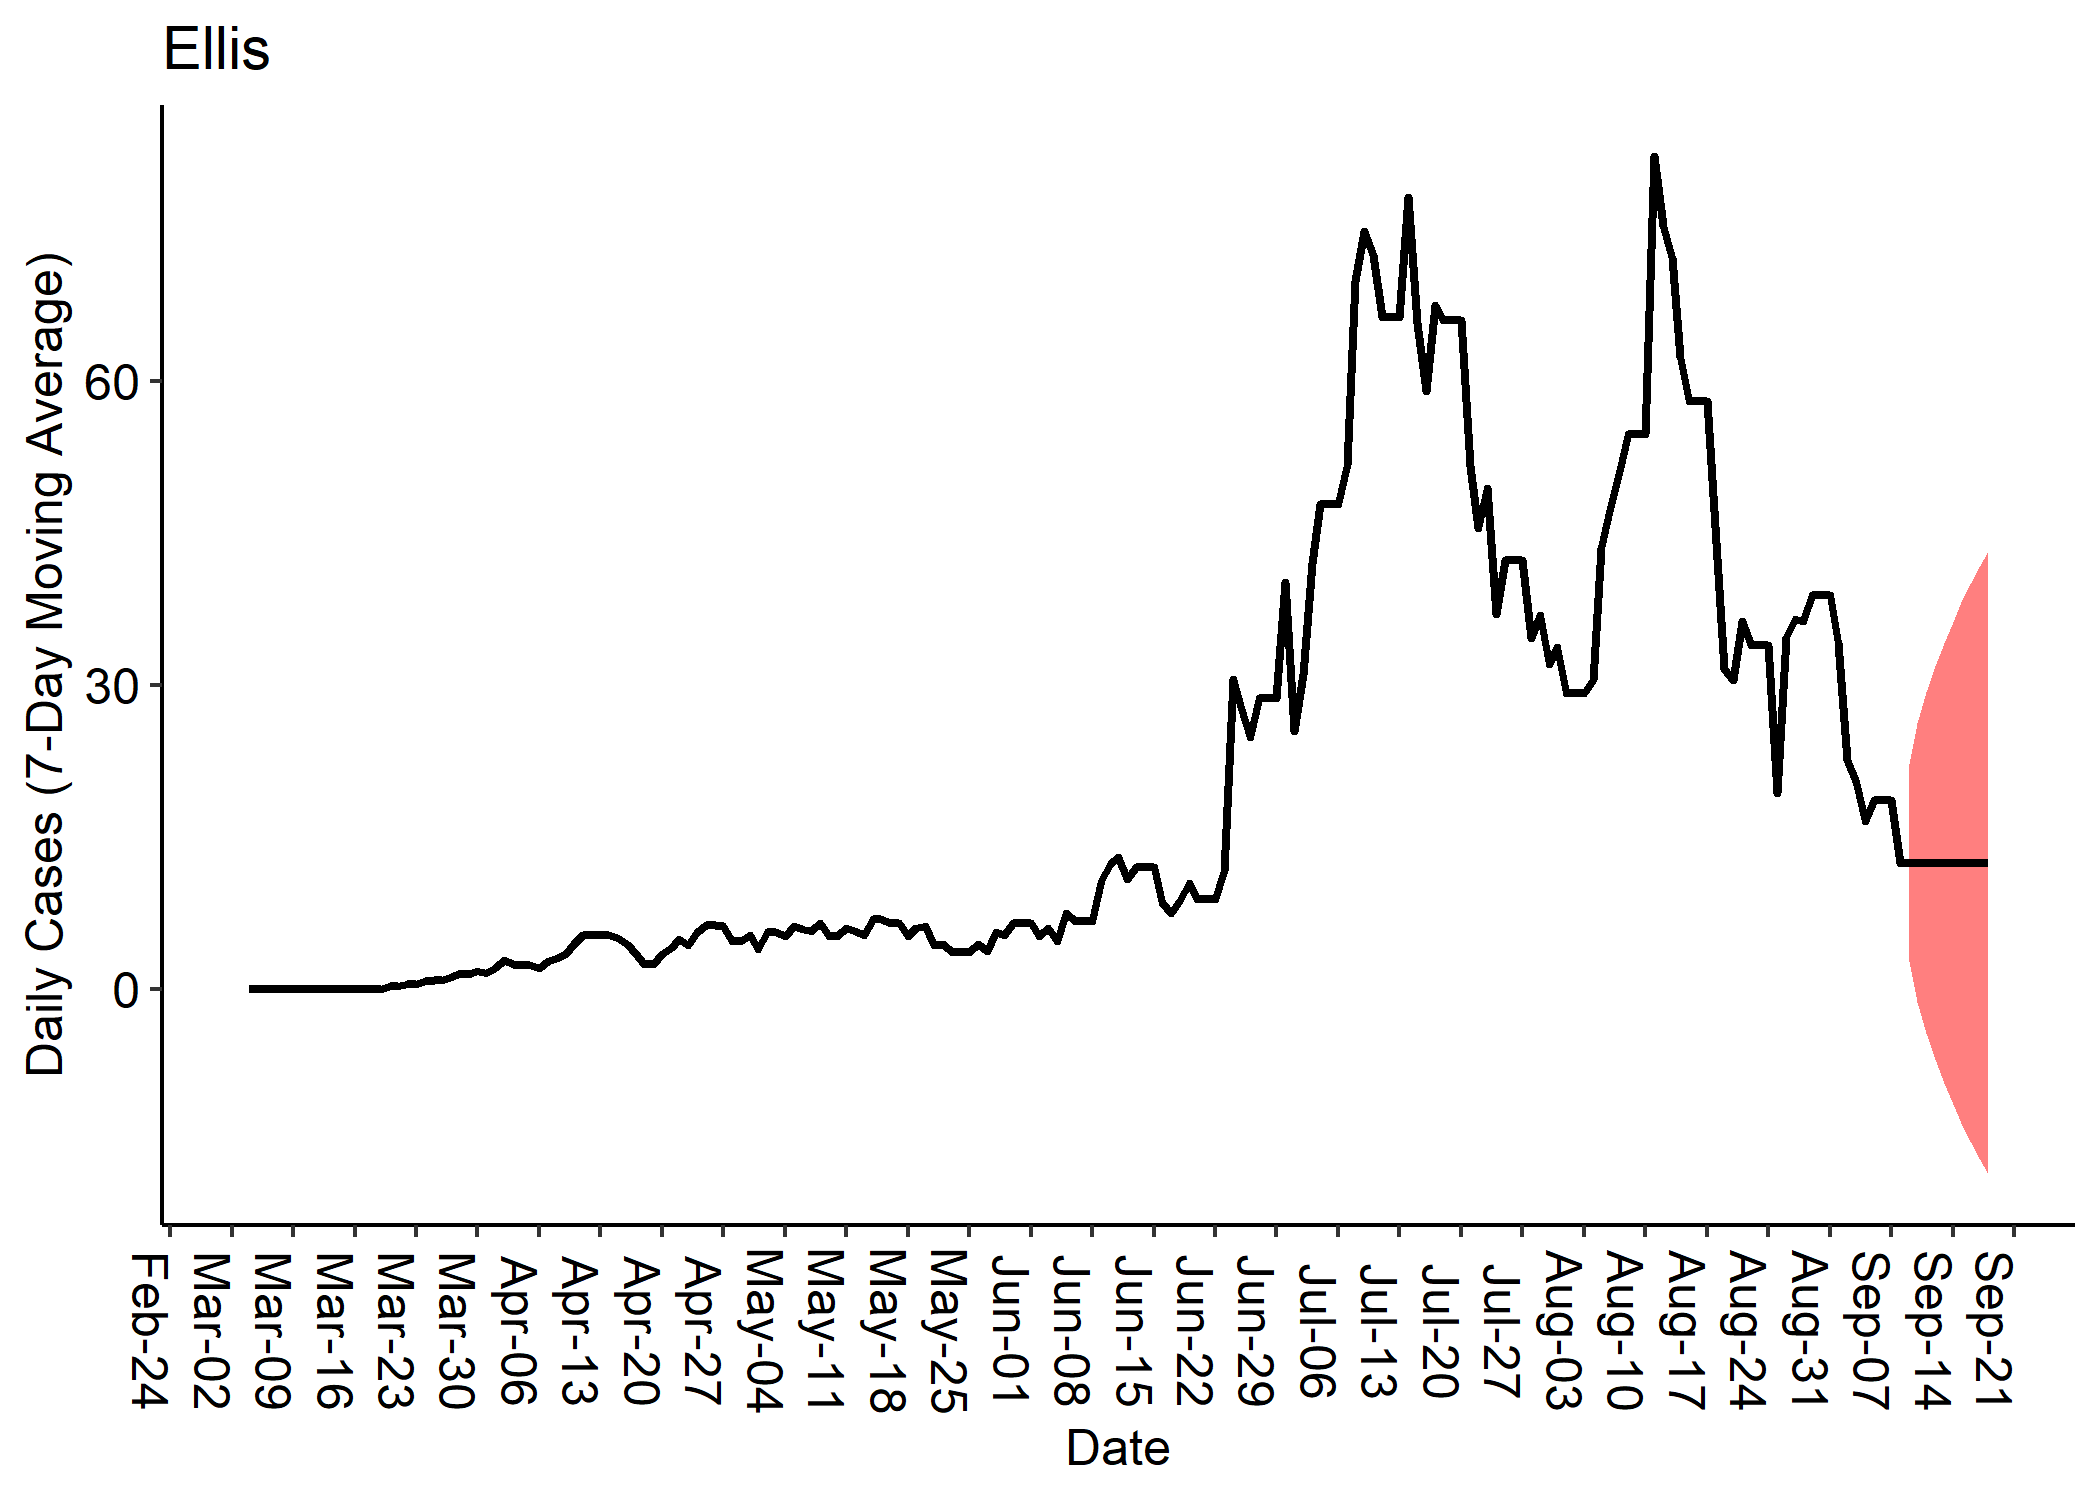 Ellis
Daily Cases (7-Day Moving Average)
60
30
0
Feb-24
Mar-02
Mar-09
Mar-16
Mar-23
Mar-30
Apr-06
Apr-13
Apr-20
Apr-27
May-04
May-11
May-18
May-25
Jun-01
Jun-08
Jun-15
Jun-22
Jun-29
Jul-06
Jul-13
Jul-20
Jul-27
Aug-03
Aug-10
Aug-17
Aug-24
Aug-31
Sep-07
Sep-14
Sep-21
Date